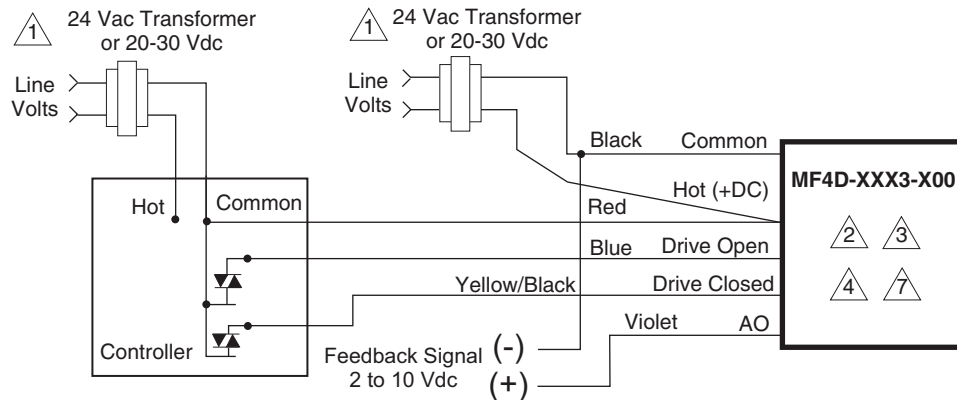 1
24 Vac Transformer
or 20-30 Vdc
Line
Volts
1
24 Vac Transformer
or 20-30 Vdc
Line
Volts
Black
Common
MF4D-XXX3-X00
Hot (+DC)
Hot
Common
Red
2
3
Blue
Drive Open
Yellow/Black
Drive Closed
4
7
Violet
AO
Controller
Feedback Signal
2 to 10 Vdc
(-)
(+)